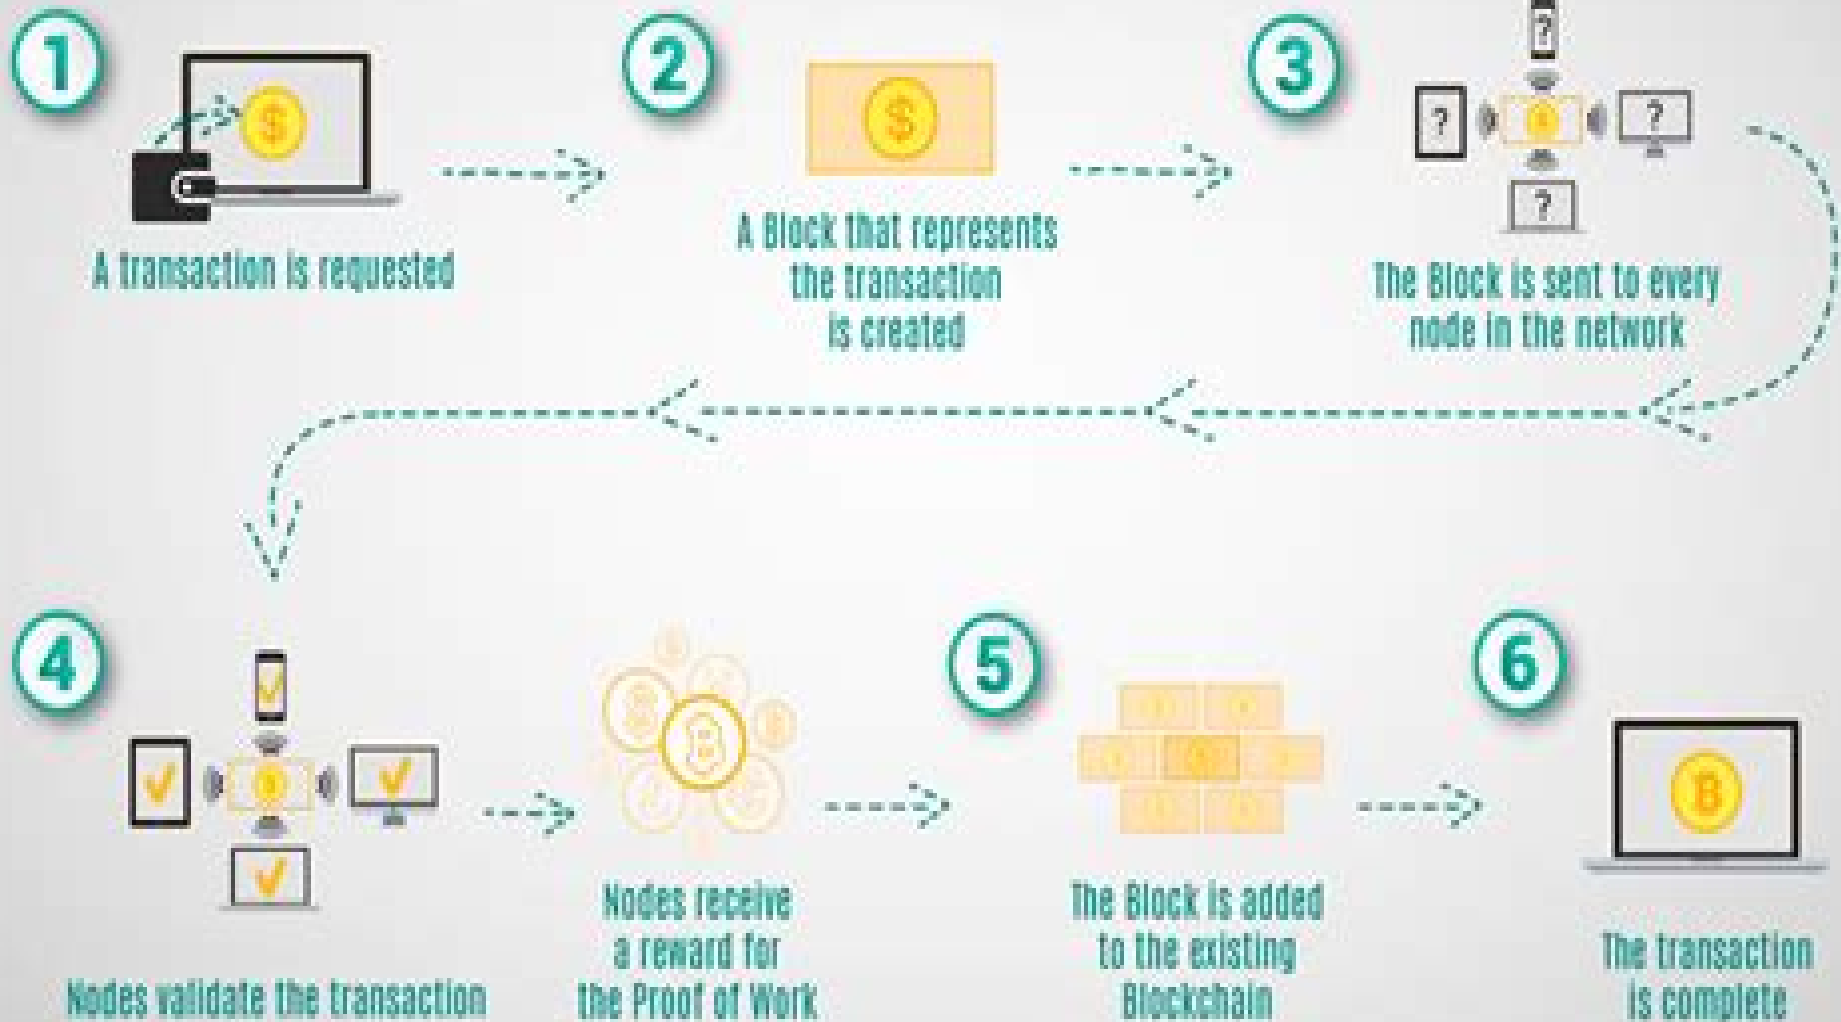 1
A transaction is requested
2
A Block that represents
the transaction
is created
3
The Block is sent to every
node in the network
4
Nodes validate the transaction
Nodes receive
a reward for
the Proof of Work
5
The Block is added
to the existing
Blockchain
6
The transaction
is complete